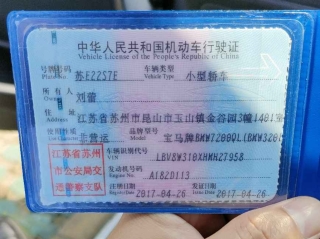 中华人民共和国机动车行驶证
Vehicle License of the People's Republic of China
号牌号码 苏E22S7E 车辆类型 小型轿车
Plate No. Vehicle Type
所有人 刘蕾
Owner
住址 江苏省苏州市昆山市玉山镇金谷园3幢1401室
Address
使用性质 非营运 品牌型号 宝马牌BMW7200QL(BMW320
江苏省苏州 车辆识别代号 LBV8W310XHMH27958
VIN
市公安局交 发动机号码 A182D113
Engine No.
通警察支队 注册日期 2017-04-26 发证日期 2017-04-26
Register Date Issue Date